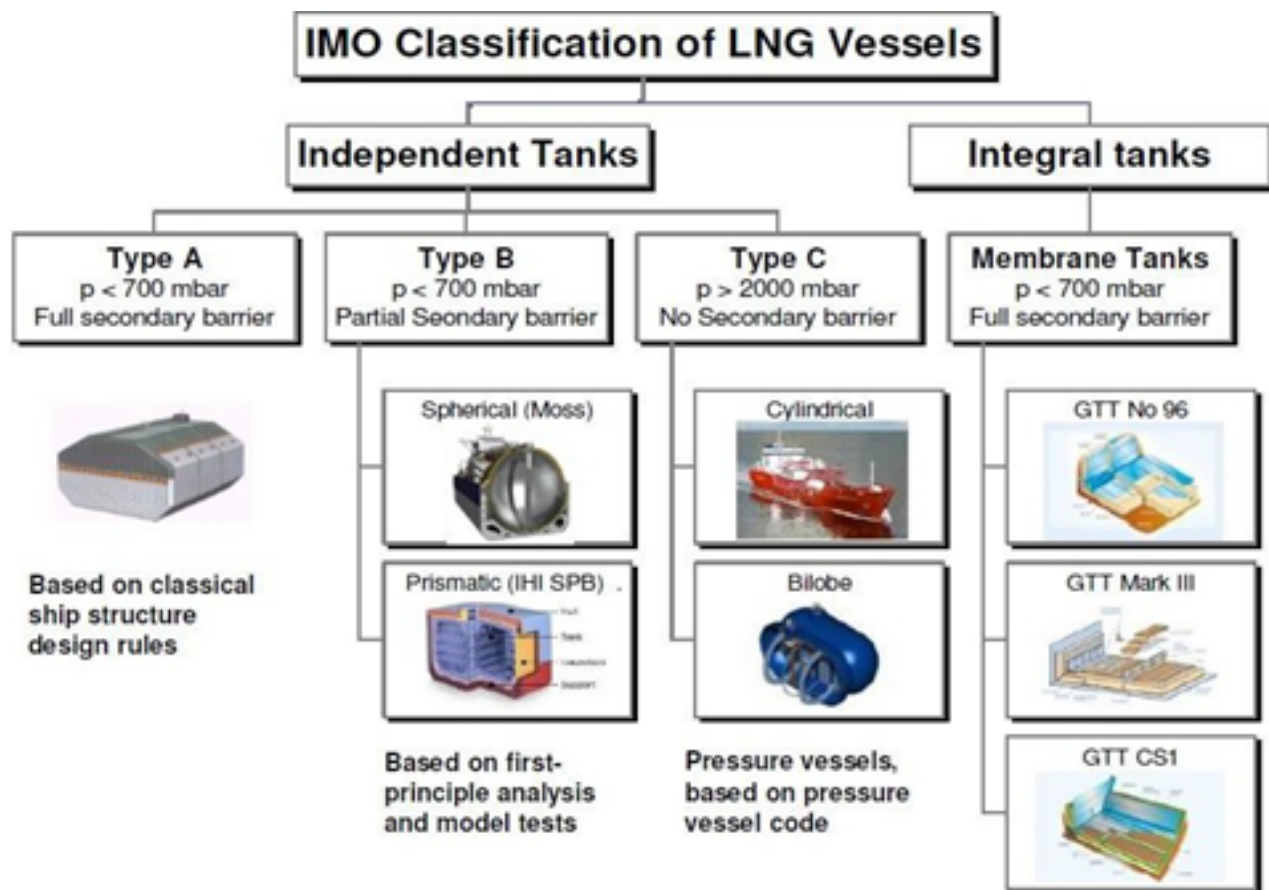 IMO Classification of LNG Vessels
Independent Tanks
Integral tanks
Type A
p < 700 mbar
Full secondary barrier
Type B
p < 700 mbar
Partial Seondary barrier
Type C
p > 2000 mbar
No Secondary barrier
Membrane Tanks
p < 700 mbar
Full secondary barrier
Based on classical
ship structure
design rules
Spherical (Moss)
Prismatic (IHI SPB) .
Hull
Tank
Support
Based on first-
principle analysis
and model tests
Cylindrical
Bilobe
Pressure vessels,
based on pressure
vessel code
GTT No 96
GTT Mark III
GTT CS1